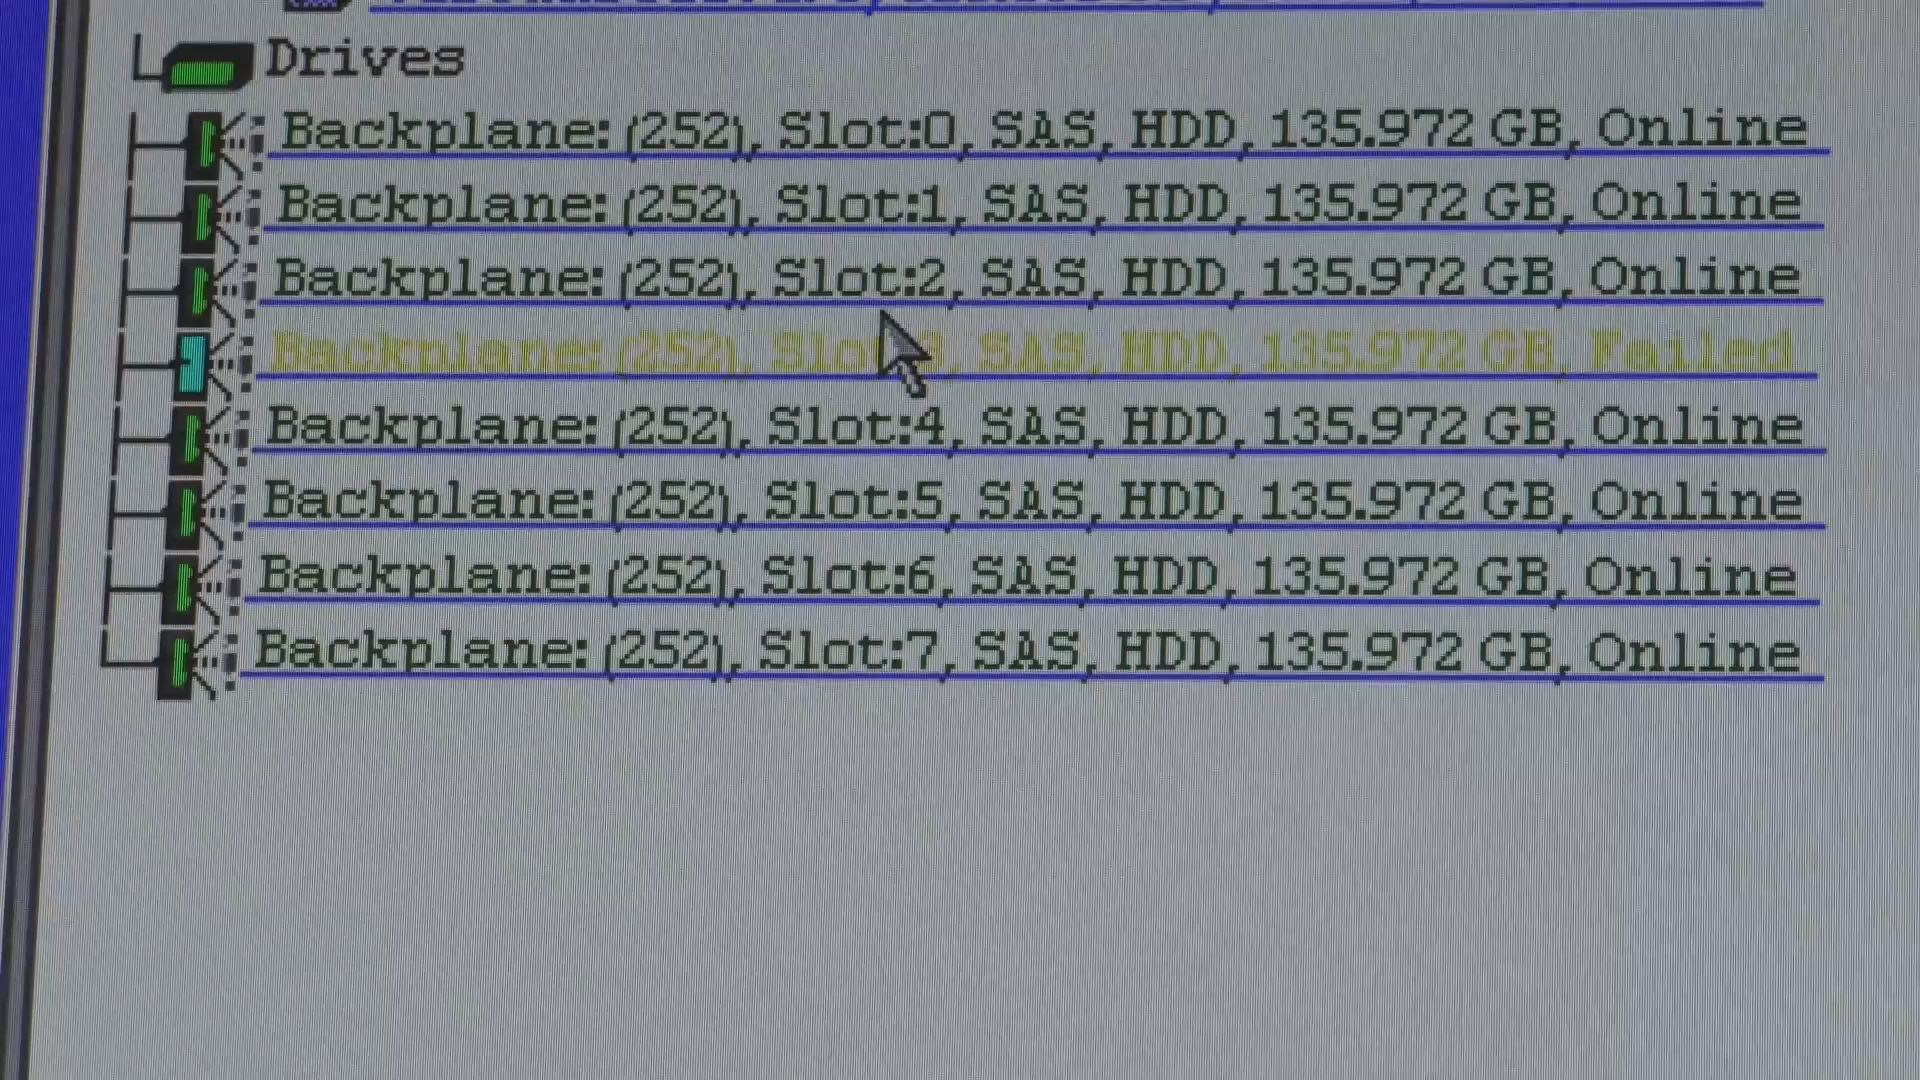 Drives
Backplane: (252), Slot:0, SAS, HDD, 135.972 GB, Online
Backplane: (252), Slot:1, SAS, HDD, 135.972 GB, Online
Backplane: (252), Slot:2, SAS, HDD, 135.972 GB, Online
Backplane: (252), Slot:3, SAS, HDD, 135.972 GB, Failed
Backplane: (252), Slot:4, SAS, HDD, 135.972 GB, Online
Backplane: (252), Slot:5, SAS, HDD, 135.972 GB, Online
Backplane: (252), Slot:6, SAS, HDD, 135.972 GB, Online
Backplane: (252), Slot:7, SAS, HDD, 135.972 GB, Online